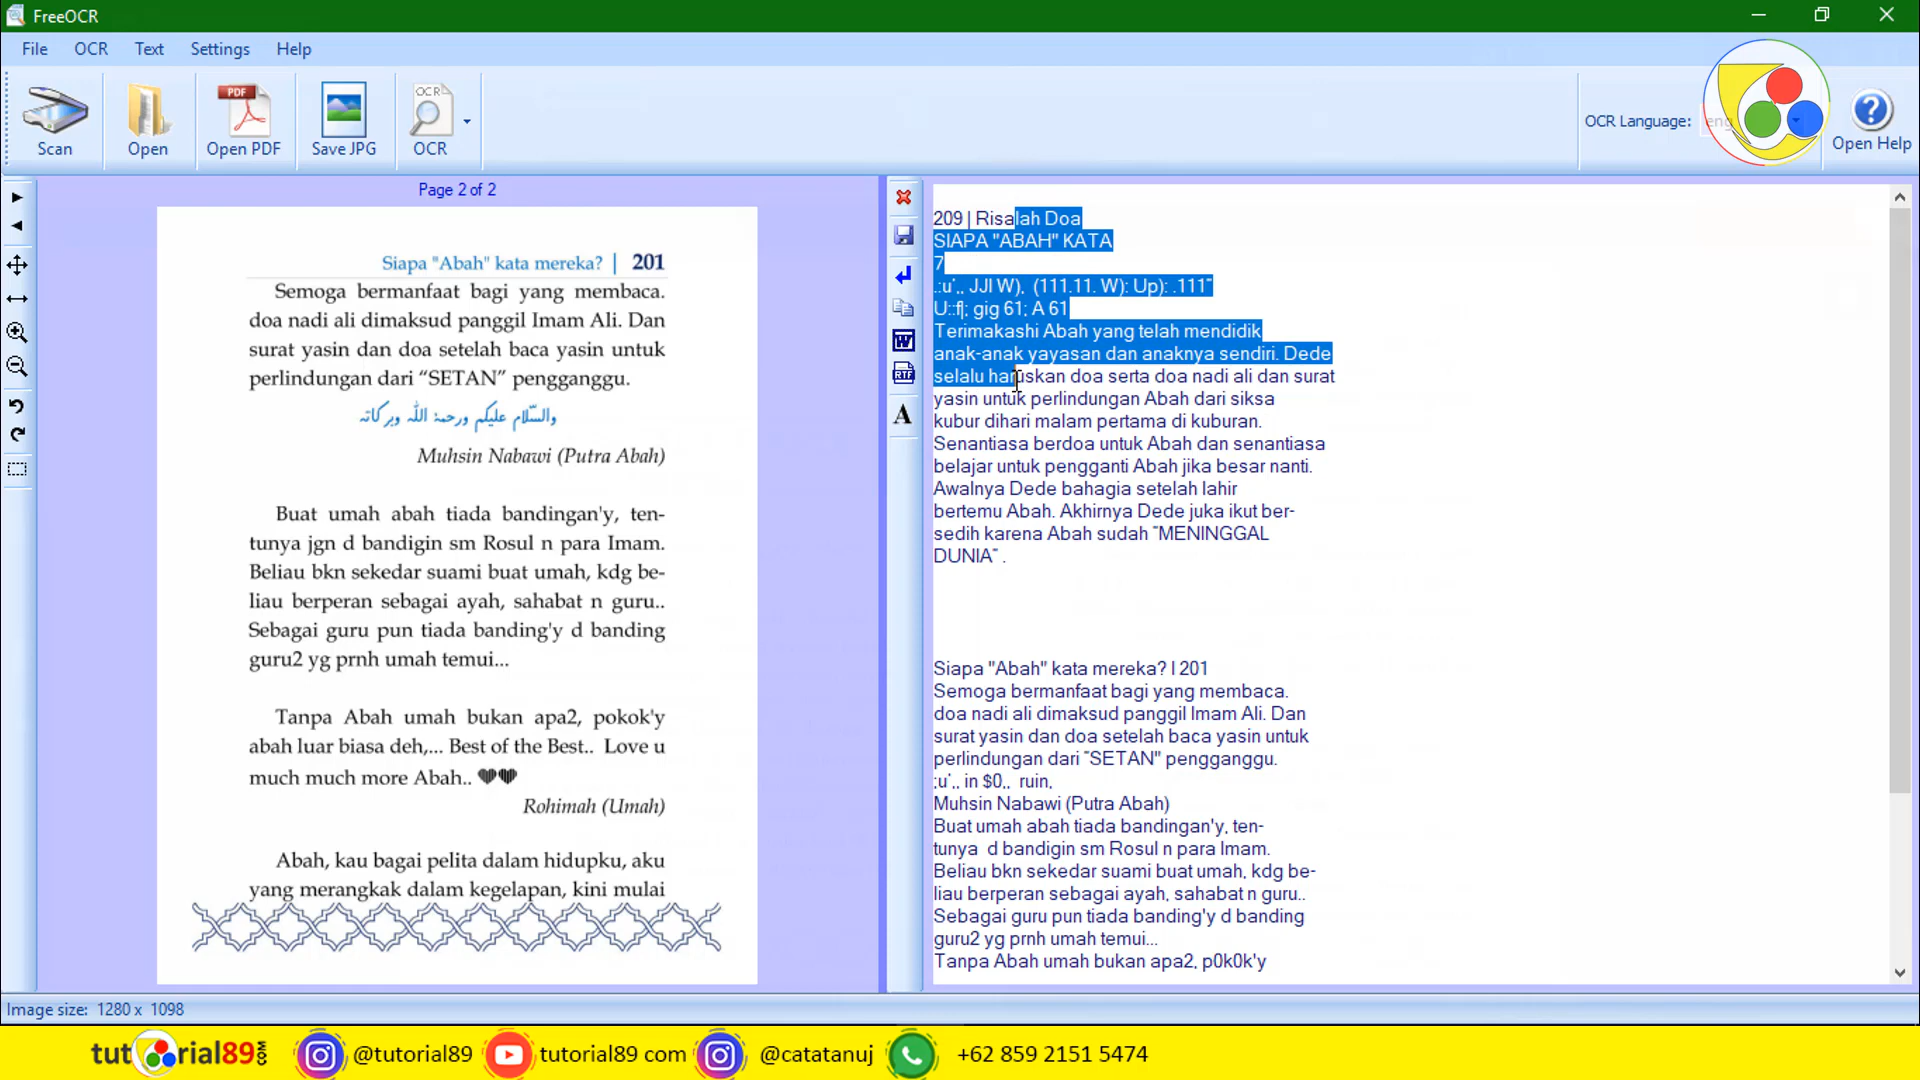 FreeOCR
File OCR Text Settings Help
Scan
Open
PDF
Open PDF
Save JPG
OCR
OCR
OCR Language:
eng
Open Help
Page 2 of 2
Siapa "Abah" kata mereka? | 201
Semoga bermanfaat bagi yang membaca.
doa nadi ali dimaksud panggil Imam Ali. Dan
surat yasin dan doa setelah baca yasin untuk
perlindungan dari “SETAN” pengganggu.
والسّلام عليكم ورحمة اللّٰه وبركاته
Muhsin Nabawi (Putra Abah)
Buat umah abah tiada bandingan'y, ten-
tunya jgn d bandigin sm Rosul n para Imam.
Beliau bkn sekedar suami buat umah, kdg be-
liau berperan sebagai ayah, sahabat n guru..
Sebagai guru pun tiada banding'y d banding
guru2 yg prnh umah temui...
Tanpa Abah umah bukan apa2, pokok'y
abah luar biasa deh,... Best of the Best.. Love u
much much more Abah.. 🖤🖤
Rohimah (Umah)
Abah, kau bagai pelita dalam hidupku, aku
yang merangkak dalam kegelapan, kini mulai
W
RTF
A
209 | Risalah Doa
SIAPA "ABAH" KATA
7
.:u',, JJI W), (111.11. W): Up): .111"
U::f|; gig 61; A 61
Terimakashi Abah yang telah mendidik
anak-anak yayasan dan anaknya sendiri. Dede
selalu haruskan doa serta doa nadi ali dan surat
yasin untuk perlindungan Abah dari siksa
kubur dihari malam pertama di kuburan.
Senantiasa berdoa untuk Abah dan senantiasa
belajar untuk pengganti Abah jika besar nanti.
Awalnya Dede bahagia setelah lahir
bertemu Abah. Akhirnya Dede juka ikut ber-
sedih karena Abah sudah “MENINGGAL
DUNIA” .
Siapa "Abah" kata mereka? I 201
Semoga bermanfaat bagi yang membaca.
doa nadi ali dimaksud panggil Imam Ali. Dan
surat yasin dan doa setelah baca yasin untuk
perlindungan dari “SETAN" pengganggu.
;u',, in $0,, ruin,
Muhsin Nabawi (Putra Abah)
Buat umah abah tiada bandingan'y, ten-
tunya d bandigin sm Rosul n para Imam.
Beliau bkn sekedar suami buat umah, kdg be-
liau berperan sebagai ayah, sahabat n guru..
Sebagai guru pun tiada banding'y d banding
guru2 yg prnh umah temui...
Tanpa Abah umah bukan apa2, p0k0k'y
Image size: 1280 x 1098
tutorial89.com @tutorial89 tutorial89 com @catatanuj +62 859 2151 5474